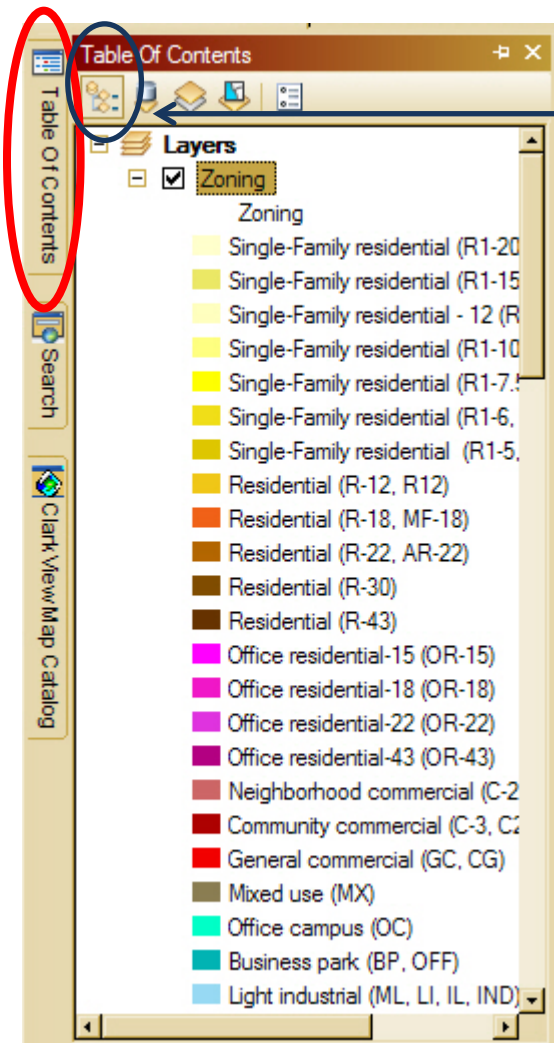 Table Of Contents
Search
Clark View Map Catalog
Table Of Contents
Layers
Zoning
Zoning
Single-Family residential (R1-20
Single-Family residential (R1-15
Single-Family residential - 12 (R
Single-Family residential (R1-10
Single-Family residential (R1-7.5
Single-Family residential (R1-6,
Single-Family residential (R1-5,
Residential (R-12, R12)
Residential (R-18, MF-18)
Residential (R-22, AR-22)
Residential (R-30)
Residential (R-43)
Office residential-15 (OR-15)
Office residential-18 (OR-18)
Office residential-22 (OR-22)
Office residential-43 (OR-43)
Neighborhood commercial (C-2
Community commercial (C-3, C2
General commercial (GC, CG)
Mixed use (MX)
Office campus (OC)
Business park (BP, OFF)
Light industrial (ML, LI, IL, IND)